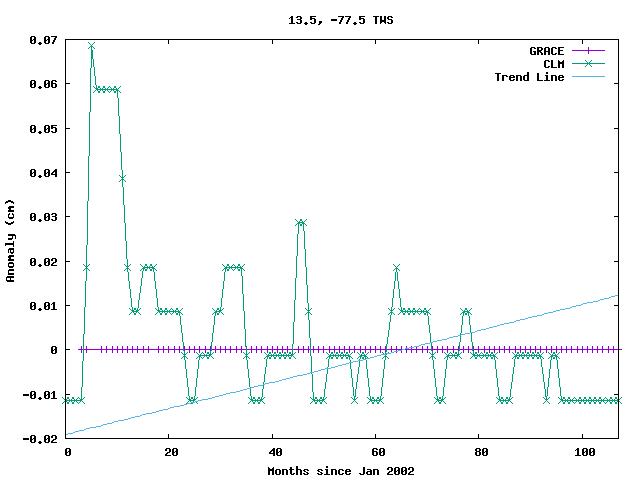 13.5, -77.5 TWS
GRACE
CLM
Trend Line
0.07
0.06
0.05
0.04
0.03
0.02
0.01
0
-0.01
-0.02
Anomaly (cm)
0 20 40 60 80 100
Months since Jan 2002